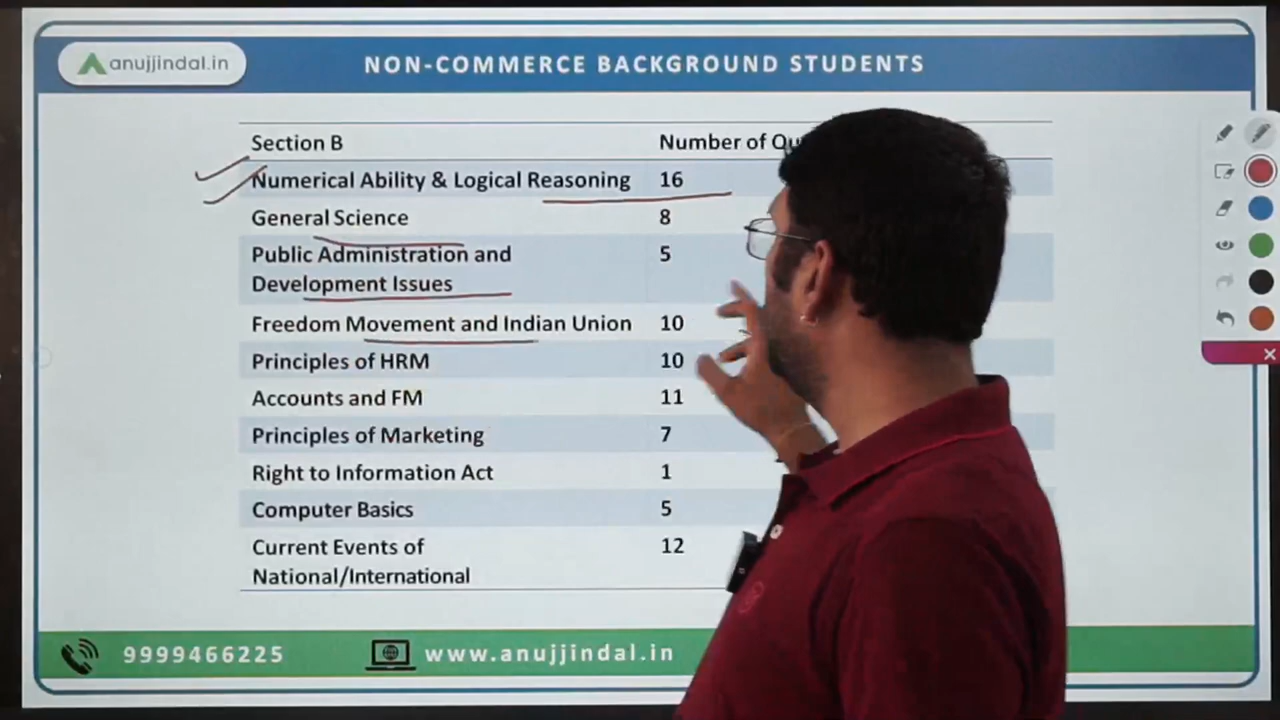 anujjindal.in
NON-COMMERCE BACKGROUND STUDENTS
Section B Number of
Numerical Ability & Logical Reasoning 16
General Science 8
Public Administration and 5
Development Issues
Freedom Movement and Indian Union 10
Principles of HRM 10
Accounts and FM 11
Principles of Marketing 7
Right to Information Act 1
Computer Basics 5
Current Events of 12
National/International
9999466225 www.anujjindal.in